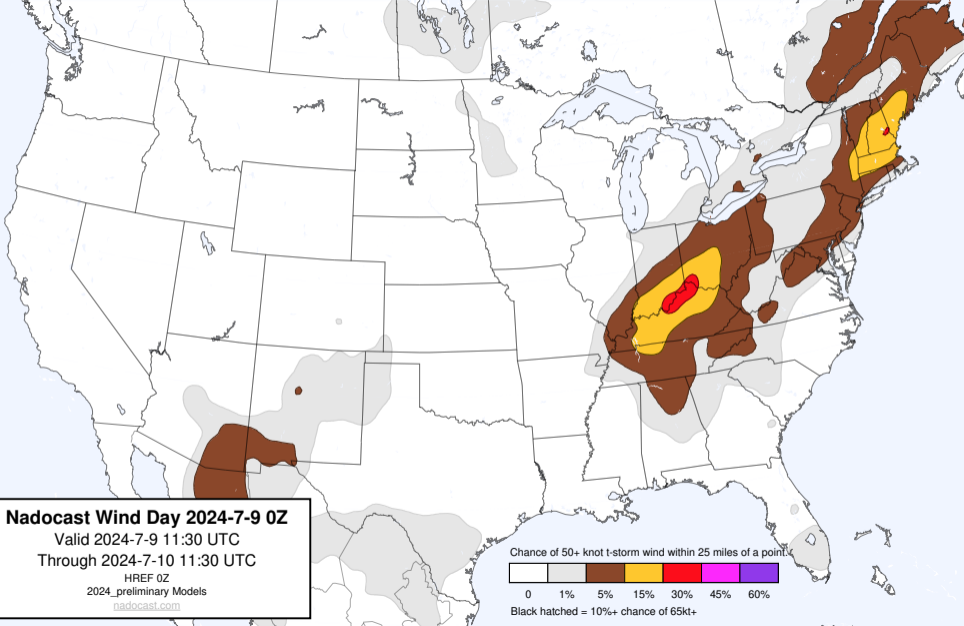 Nadocast Wind Day 2024-7-9 0Z
Valid 2024-7-9 11:30 UTC
Through 2024-7-10 11:30 UTC
HREF 0Z
2024_preliminary Models
nadocast.com
Chance of 50+ knot t-storm wind within 25 miles of a point.
0 1% 5% 15% 30% 45% 60%
Black hatched = 10%+ chance of 65kt+